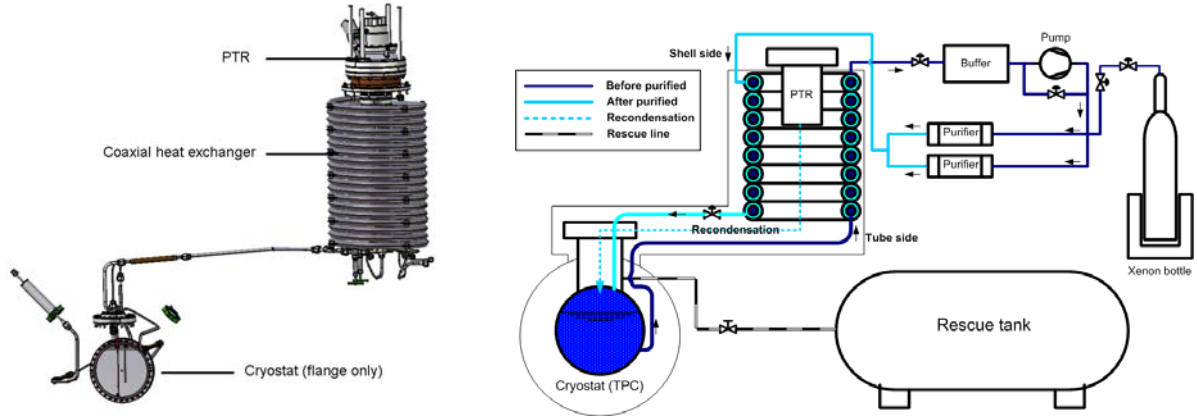 PTR
Coaxial heat exchanger
Cryostat (flange only)
Shell side
Before purified
After purified
Recondensation
Rescue line
PTR
Buffer
Pump
Purifier
Purifier
Recondensation
Tube side
Xenon bottle
Cryostat (TPC)
Rescue tank